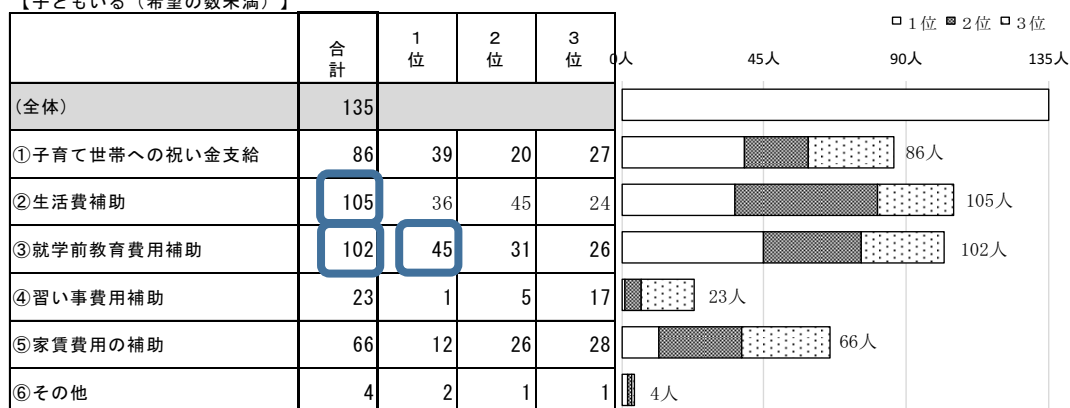 【子どもいる（希望の数未満）】
□1位 ■2位 □3位
合計 1位 2位 3位 0人 45人 90人 135人
(全体) 135
①子育て世帯への祝い金支給 86 39 20 27 86人
②生活費補助 105 36 45 24 105人
③就学前教育費用補助 102 45 31 26 102人
④習い事費用補助 23 1 5 17 23人
⑤家賃費用の補助 66 12 26 28 66人
⑥その他 4 2 1 1 4人